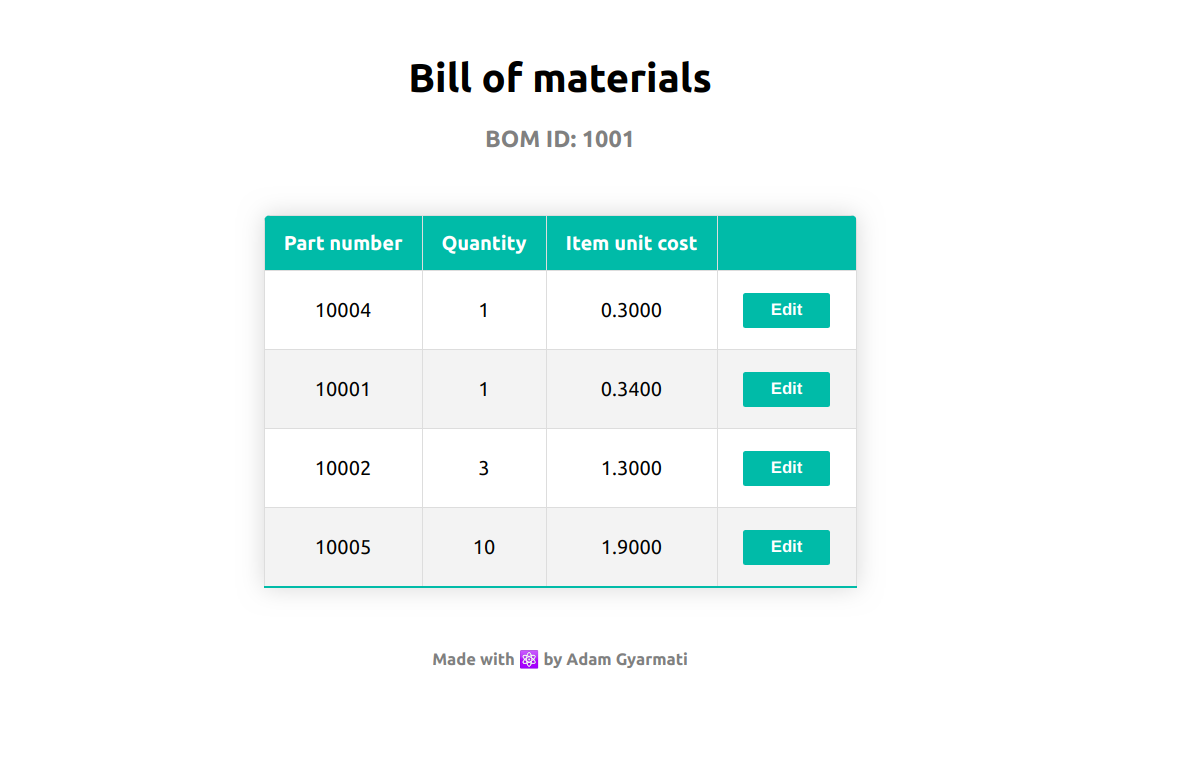 Bill of materials
BOM ID: 1001
Part number Quantity Item unit cost
10004 1 0.3000 Edit
10001 1 0.3400 Edit
10002 3 1.3000 Edit
10005 10 1.9000 Edit
Made with ⚛️ by Adam Gyarmati